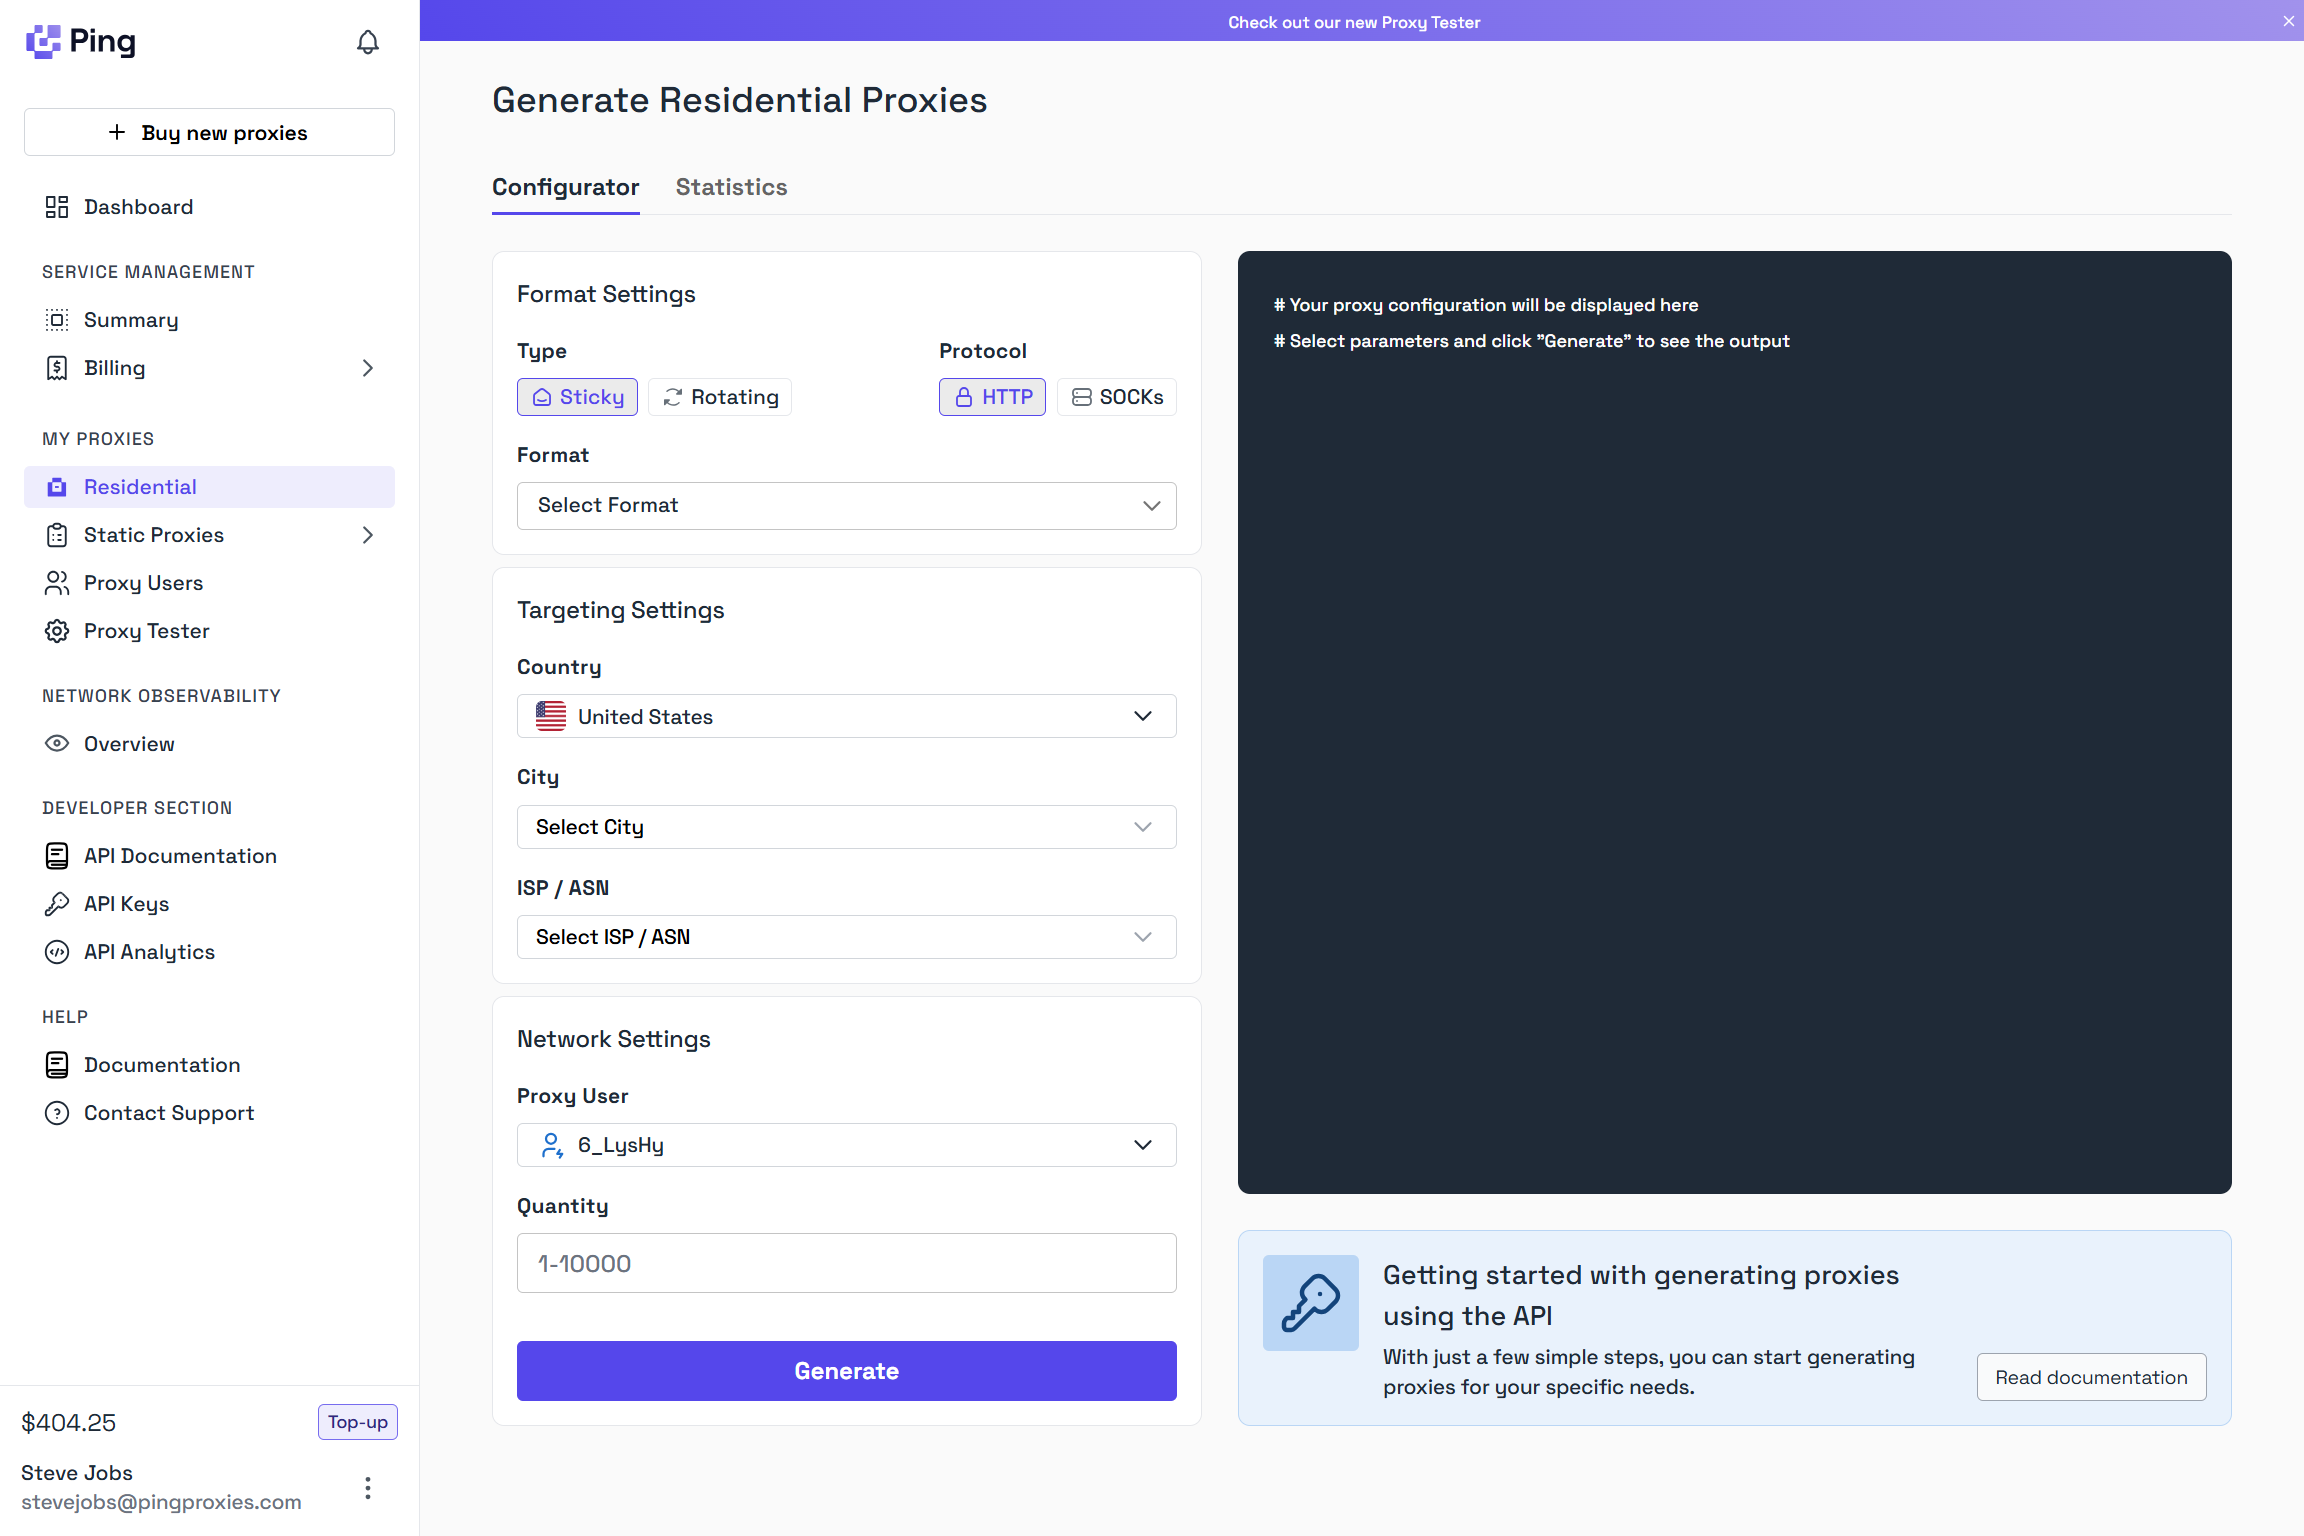 Ping
Buy new proxies
Dashboard
SERVICE MANAGEMENT
Summary
Billing
MY PROXIES
Residential
Static Proxies
Proxy Users
Proxy Tester
NETWORK OBSERVABILITY
Overview
DEVELOPER SECTION
API Documentation
API Keys
API Analytics
HELP
Documentation
Contact Support
$404.25
Top-up
Steve Jobs
stevejobs@pingproxies.com
Check out our new Proxy Tester
Generate Residential Proxies
Configurator
Statistics
Format Settings
Type
Protocol
Sticky
Rotating
HTTP
SOCKs
Format
Select Format
Targeting Settings
Country
United States
City
Select City
ISP / ASN
Select ISP / ASN
Network Settings
Proxy User
6_LysHy
Quantity
1-10000
Generate
# Your proxy configuration will be displayed here
# Select parameters and click "Generate" to see the output
Getting started with generating proxies
using the API
With just a few simple steps, you can start generating
proxies for your specific needs.
Read documentation